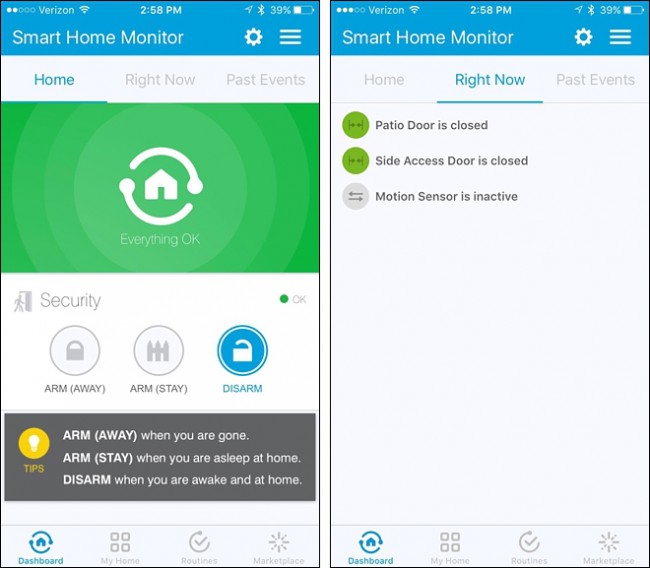 Verizon 2:58 PM 39%
Smart Home Monitor
Home Right Now Past Events
Everything OK
Security OK
ARM (AWAY) ARM (STAY) DISARM
ARM (AWAY) when you are gone.
ARM (STAY) when you are asleep at home.
TIPS
DISARM when you are awake and at home.
Dashboard My Home Routines Marketplace
Verizon 2:58 PM 39%
Smart Home Monitor
Home Right Now Past Events
Patio Door is closed
Side Access Door is closed
Motion Sensor is inactive
Dashboard My Home Routines Marketplace